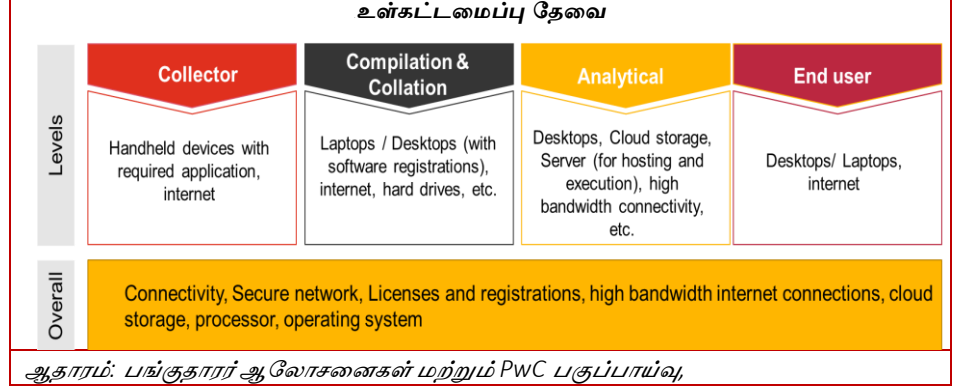 உள்கட்டமைப்பு தேவை
Levels
Collector
Handheld devices with
required application,
internet
Compilation &
Collation
Laptops / Desktops (with
software registrations),
internet, hard drives, etc.
Analytical
Desktops, Cloud storage,
Server (for hosting and
execution), high
bandwidth connectivity,
etc.
End user
Desktops/ Laptops,
internet
Overall
Connectivity, Secure network, Licenses and registrations, high bandwidth internet connections, cloud
storage, processor, operating system
ஆதாரம்: பங்குதாரர் ஆலோசனைகள் மற்றும் PwC பகுப்பாய்வு,